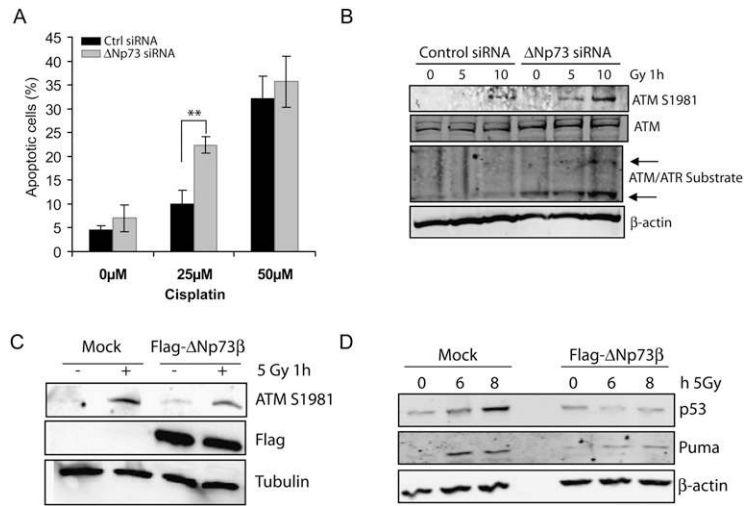 A
Ctrl siRNA
ΔNp73 siRNA
**
45
40
35
30
25
20
15
10
5
0
Apoptotic cells (%)
0μM 25μM 50μM
Cisplatin
B
Control siRNA ΔNp73 siRNA
0 5 10 0 5 10 Gy 1h
ATM S1981
ATM
ATM/ATR Substrate
β-actin
C
Mock Flag-ΔNp73β
- + - + 5 Gy 1h
ATM S1981
Flag
Tubulin
D
Mock Flag-ΔNp73β
0 6 8 0 6 8 h 5Gy
p53
Puma
β-actin